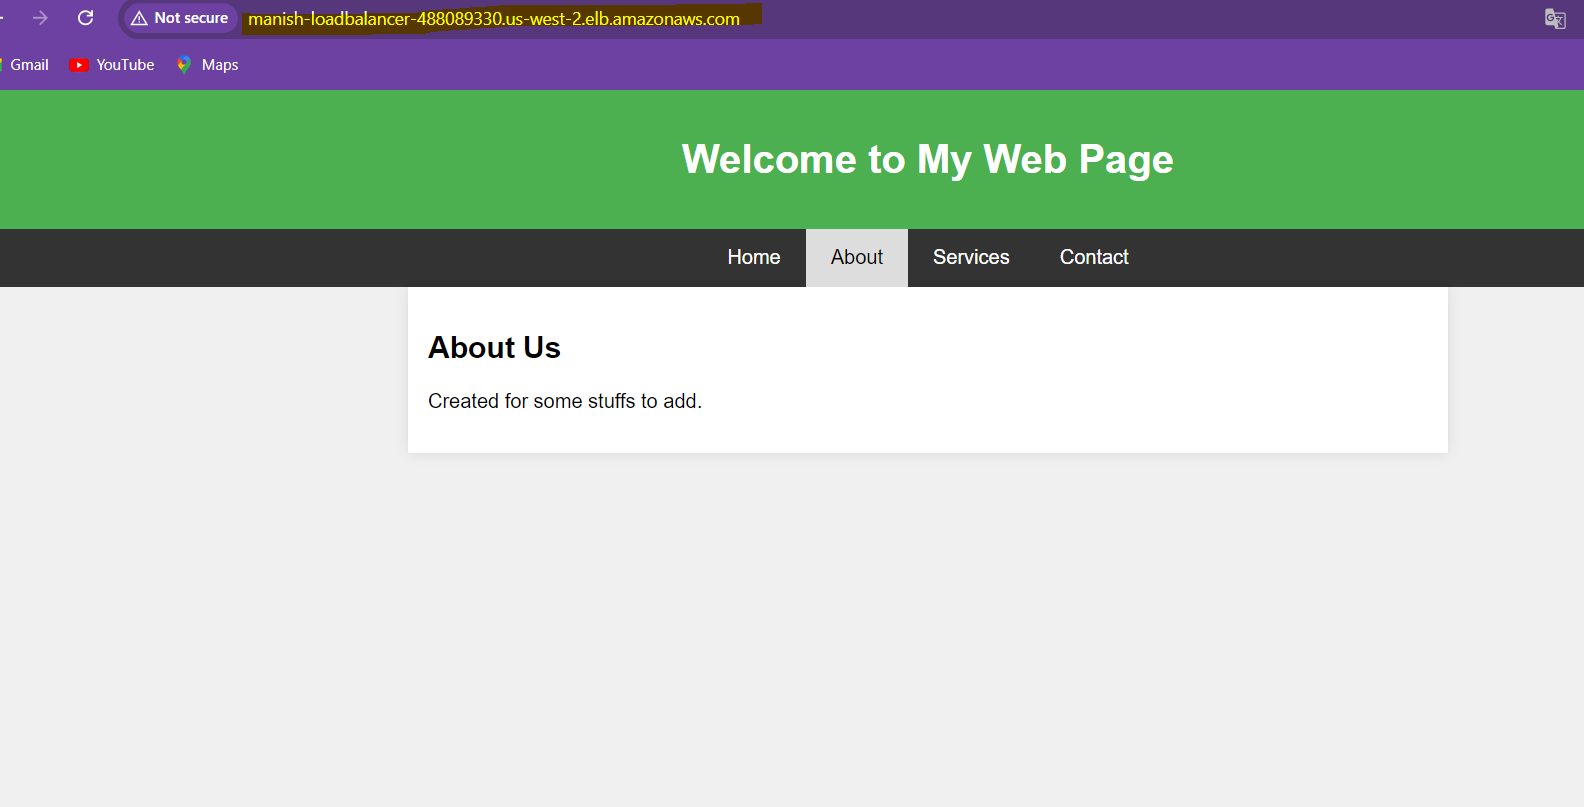 Not secure manish-loadbalancer-488089330.us-west-2.elb.amazonaws.com
Gmail YouTube Maps
Welcome to My Web Page
Home About Services Contact
About Us
Created for some stuffs to add.